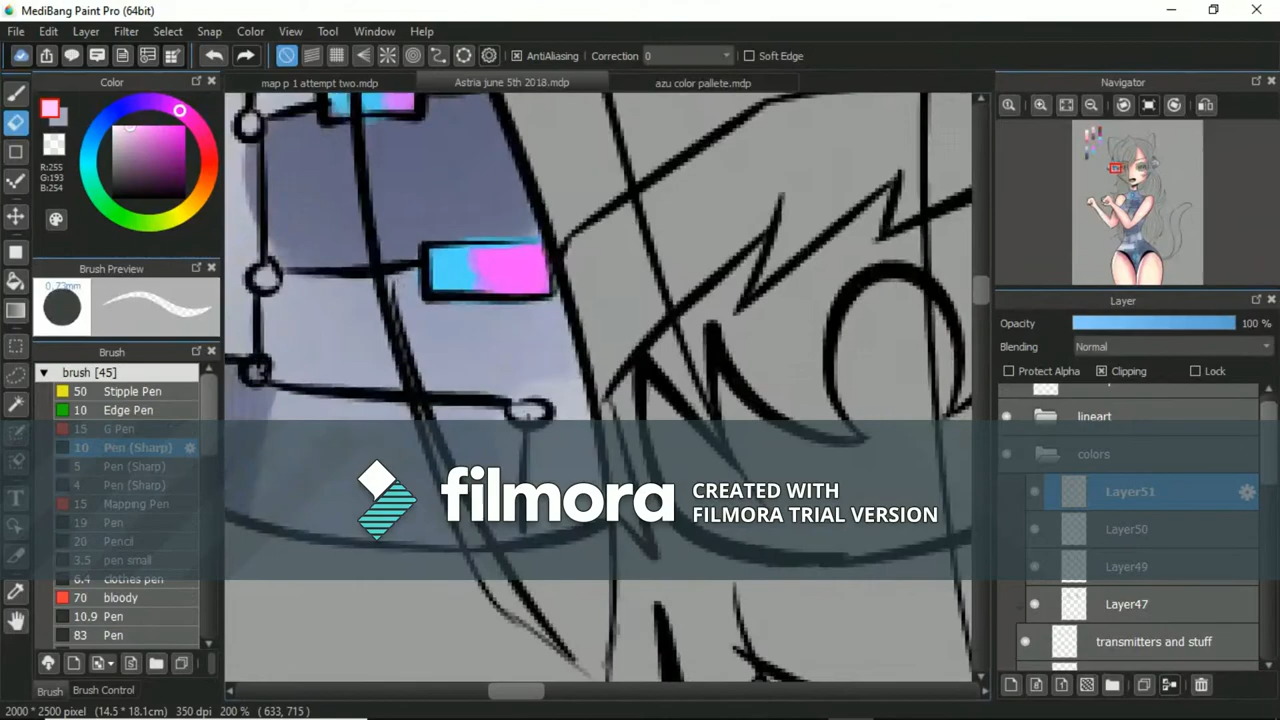 MediBang Paint Pro (64bit)
File Edit Layer Filter Select Snap Color View Tool Window Help
AntiAliasing Correction 0 Soft Edge
Color
map p 1 attempt two.mdp Astria june 5th 2018.mdp azu color pallete.mdp
Navigator
R:255
G:193
B:254
Brush Preview
0.73mm
Brush
brush [45]
50 Stipple Pen
10 Edge Pen
15 G Pen
10 Pen (Sharp)
5 Pen (Sharp)
4 Pen (Sharp)
15 Mapping Pen
19 Pen
20 Pencil
3.5 pen small
6.4 clothes pen
70 bloody
10.9 Pen
83 Pen
Brush Brush Control
Layer
Opacity 100 %
Blending Normal
Protect Alpha Clipping Lock
lineart
colors
Layer51
Layer50
Layer49
Layer47
transmitters and stuff
filmora CREATED WITH
FILMORA TRIAL VERSION
2000 * 2500 pixel (14.5 * 18.1cm) 350 dpi 200 % ( 633, 715 )